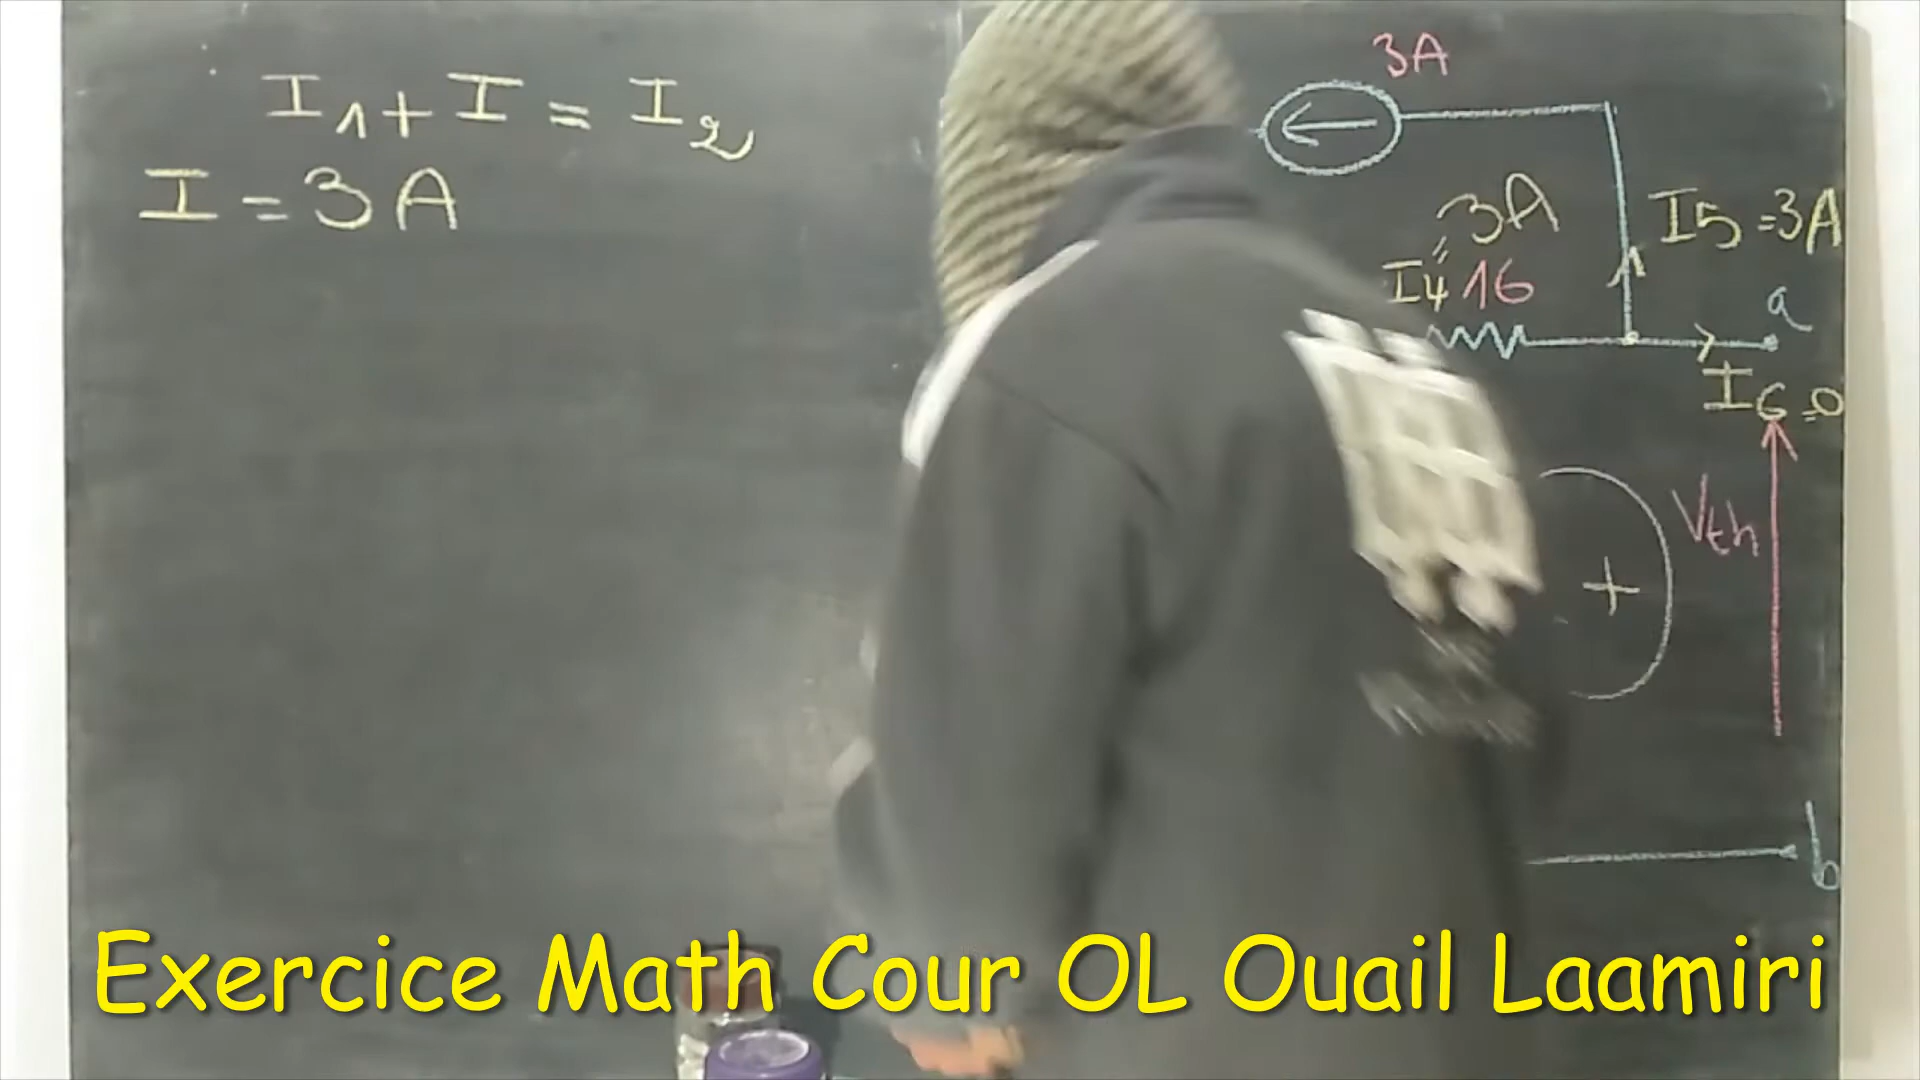 I1 + I = I2
I = 3A
3A
3A
I5 = 3A
I4 16
a
I6 = 0
Vth
+
b
Exercice Math Cour OL Ouail Laamiri